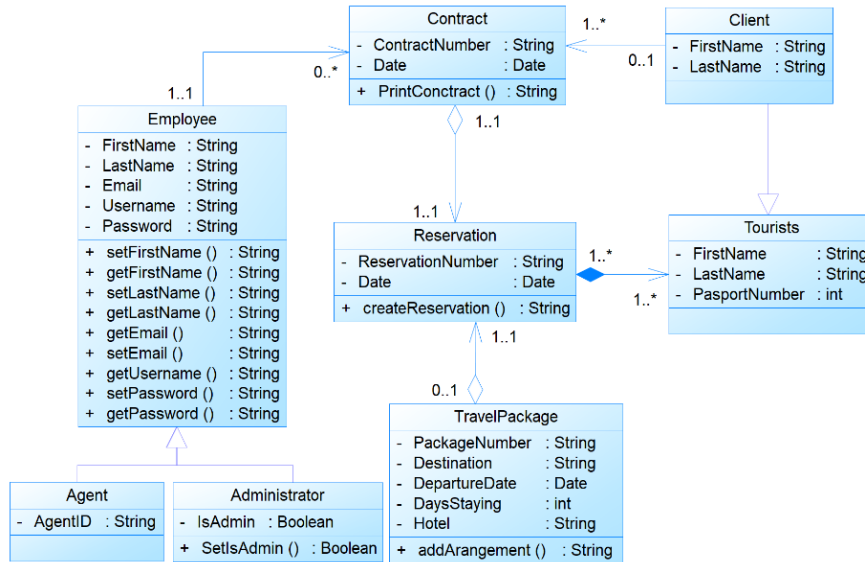 Contract
- ContractNumber : String
- Date : Date
+ PrintConctract () : String
Client
- FirstName : String
- LastName : String
1..*
0..1
0..*
1..1
1..1
Employee
- FirstName : String
- LastName : String
- Email : String
- Username : String
- Password : String
+ setFirstName () : String
+ getFirstName () : String
+ setLastName () : String
+ getLastName () : String
+ getEmail () : String
+ setEmail () : String
+ getUsername () : String
+ setPassword () : String
+ getPassword () : String
1..1
Reservation
- ReservationNumber : String
- Date : Date
+ createReservation () : String
1..*
1..*
Tourists
- FirstName : String
- LastName : String
- PasportNumber : int
1..1
0..1
TravelPackage
- PackageNumber : String
- Destination : String
- DepartureDate : Date
- DaysStaying : int
- Hotel : String
+ addArangement () : String
Agent
- AgentID : String
Administrator
- IsAdmin : Boolean
+ SetIsAdmin () : Boolean